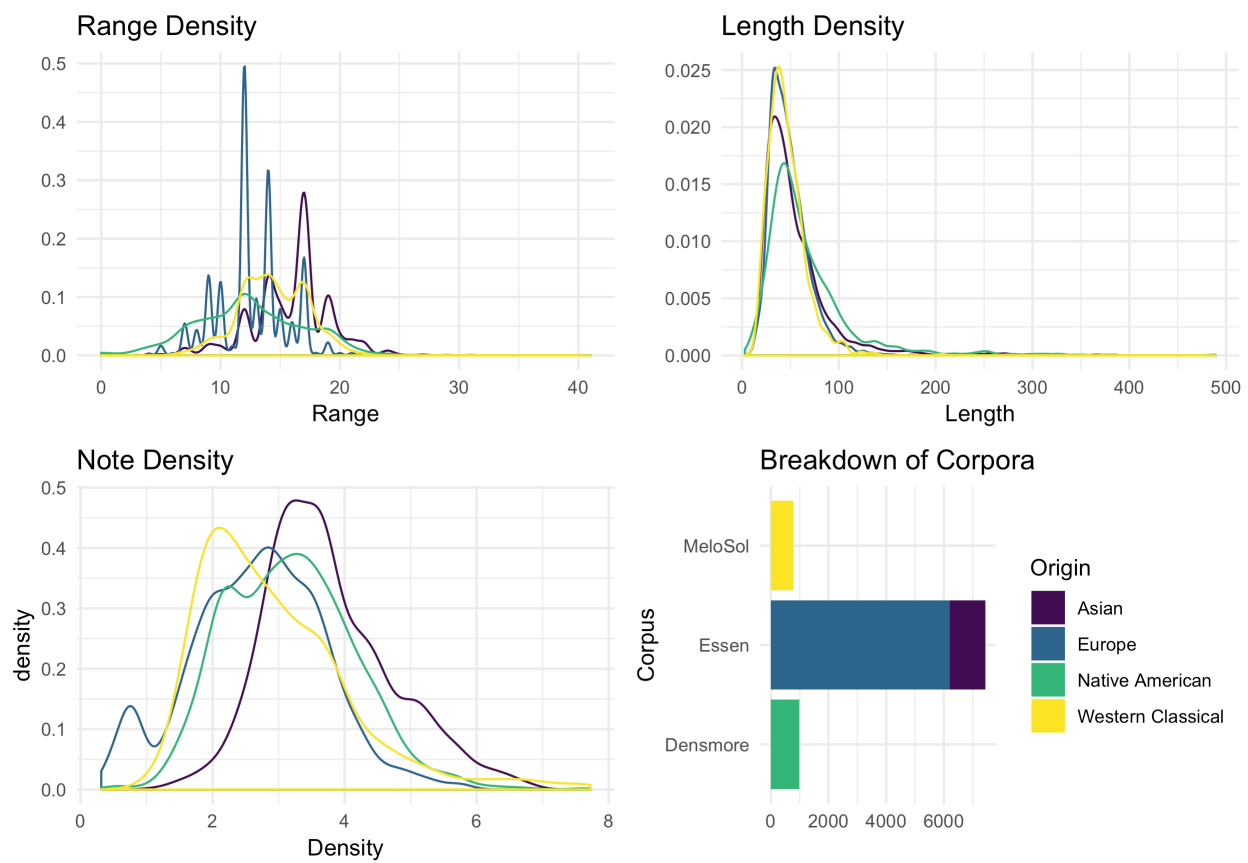 Range Density
0.5
0.4
0.3
0.2
0.1
0.0
0 10 20 30 40
Range
Length Density
0.025
0.020
0.015
0.010
0.005
0.000
0 100 200 300 400 500
Length
Note Density
density
0.5
0.4
0.3
0.2
0.1
0.0
0 2 4 6 8
Density
Breakdown of Corpora
Corpus
MeloSol
Essen
Densmore
0 2000 4000 6000
Origin
Asian
Europe
Native American
Western Classical